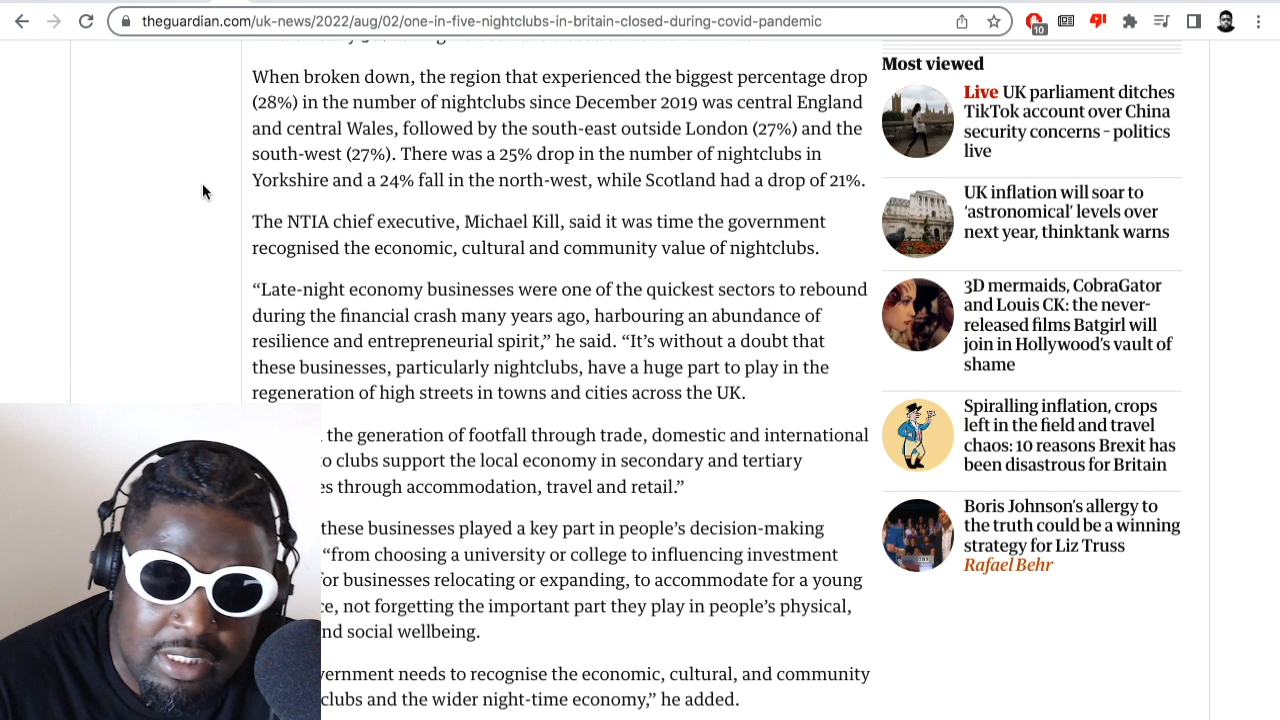 theguardian.com/uk-news/2022/aug/02/one-in-five-nightclubs-in-britain-closed-during-covid-pandemic
10
When broken down, the region that experienced the biggest percentage drop
(28%) in the number of nightclubs since December 2019 was central England
and central Wales, followed by the south-east outside London (27%) and the
south-west (27%). There was a 25% drop in the number of nightclubs in
Yorkshire and a 24% fall in the north-west, while Scotland had a drop of 21%.
The NTIA chief executive, Michael Kill, said it was time the government
recognised the economic, cultural and community value of nightclubs.
“Late-night economy businesses were one of the quickest sectors to rebound
during the financial crash many years ago, harbouring an abundance of
resilience and entrepreneurial spirit,” he said. “It’s without a doubt that
these businesses, particularly nightclubs, have a huge part to play in the
regeneration of high streets in towns and cities across the UK.
the generation of footfall through trade, domestic and international
o clubs support the local economy in secondary and tertiary
es through accommodation, travel and retail.”
these businesses played a key part in people’s decision-making
“from choosing a university or college to influencing investment
for businesses relocating or expanding, to accommodate for a young
ce, not forgetting the important part they play in people’s physical,
nd social wellbeing.
vernment needs to recognise the economic, cultural, and community
clubs and the wider night-time economy,” he added.
Most viewed
Live UK parliament ditches
TikTok account over China
security concerns – politics
live
UK inflation will soar to
‘astronomical’ levels over
next year, thinktank warns
3D mermaids, CobraGator
and Louis CK: the never-
released films Batgirl will
join in Hollywood’s vault of
shame
Spiralling inflation, crops
left in the field and travel
chaos: 10 reasons Brexit has
been disastrous for Britain
Boris Johnson’s allergy to
the truth could be a winning
strategy for Liz Truss
Rafael Behr